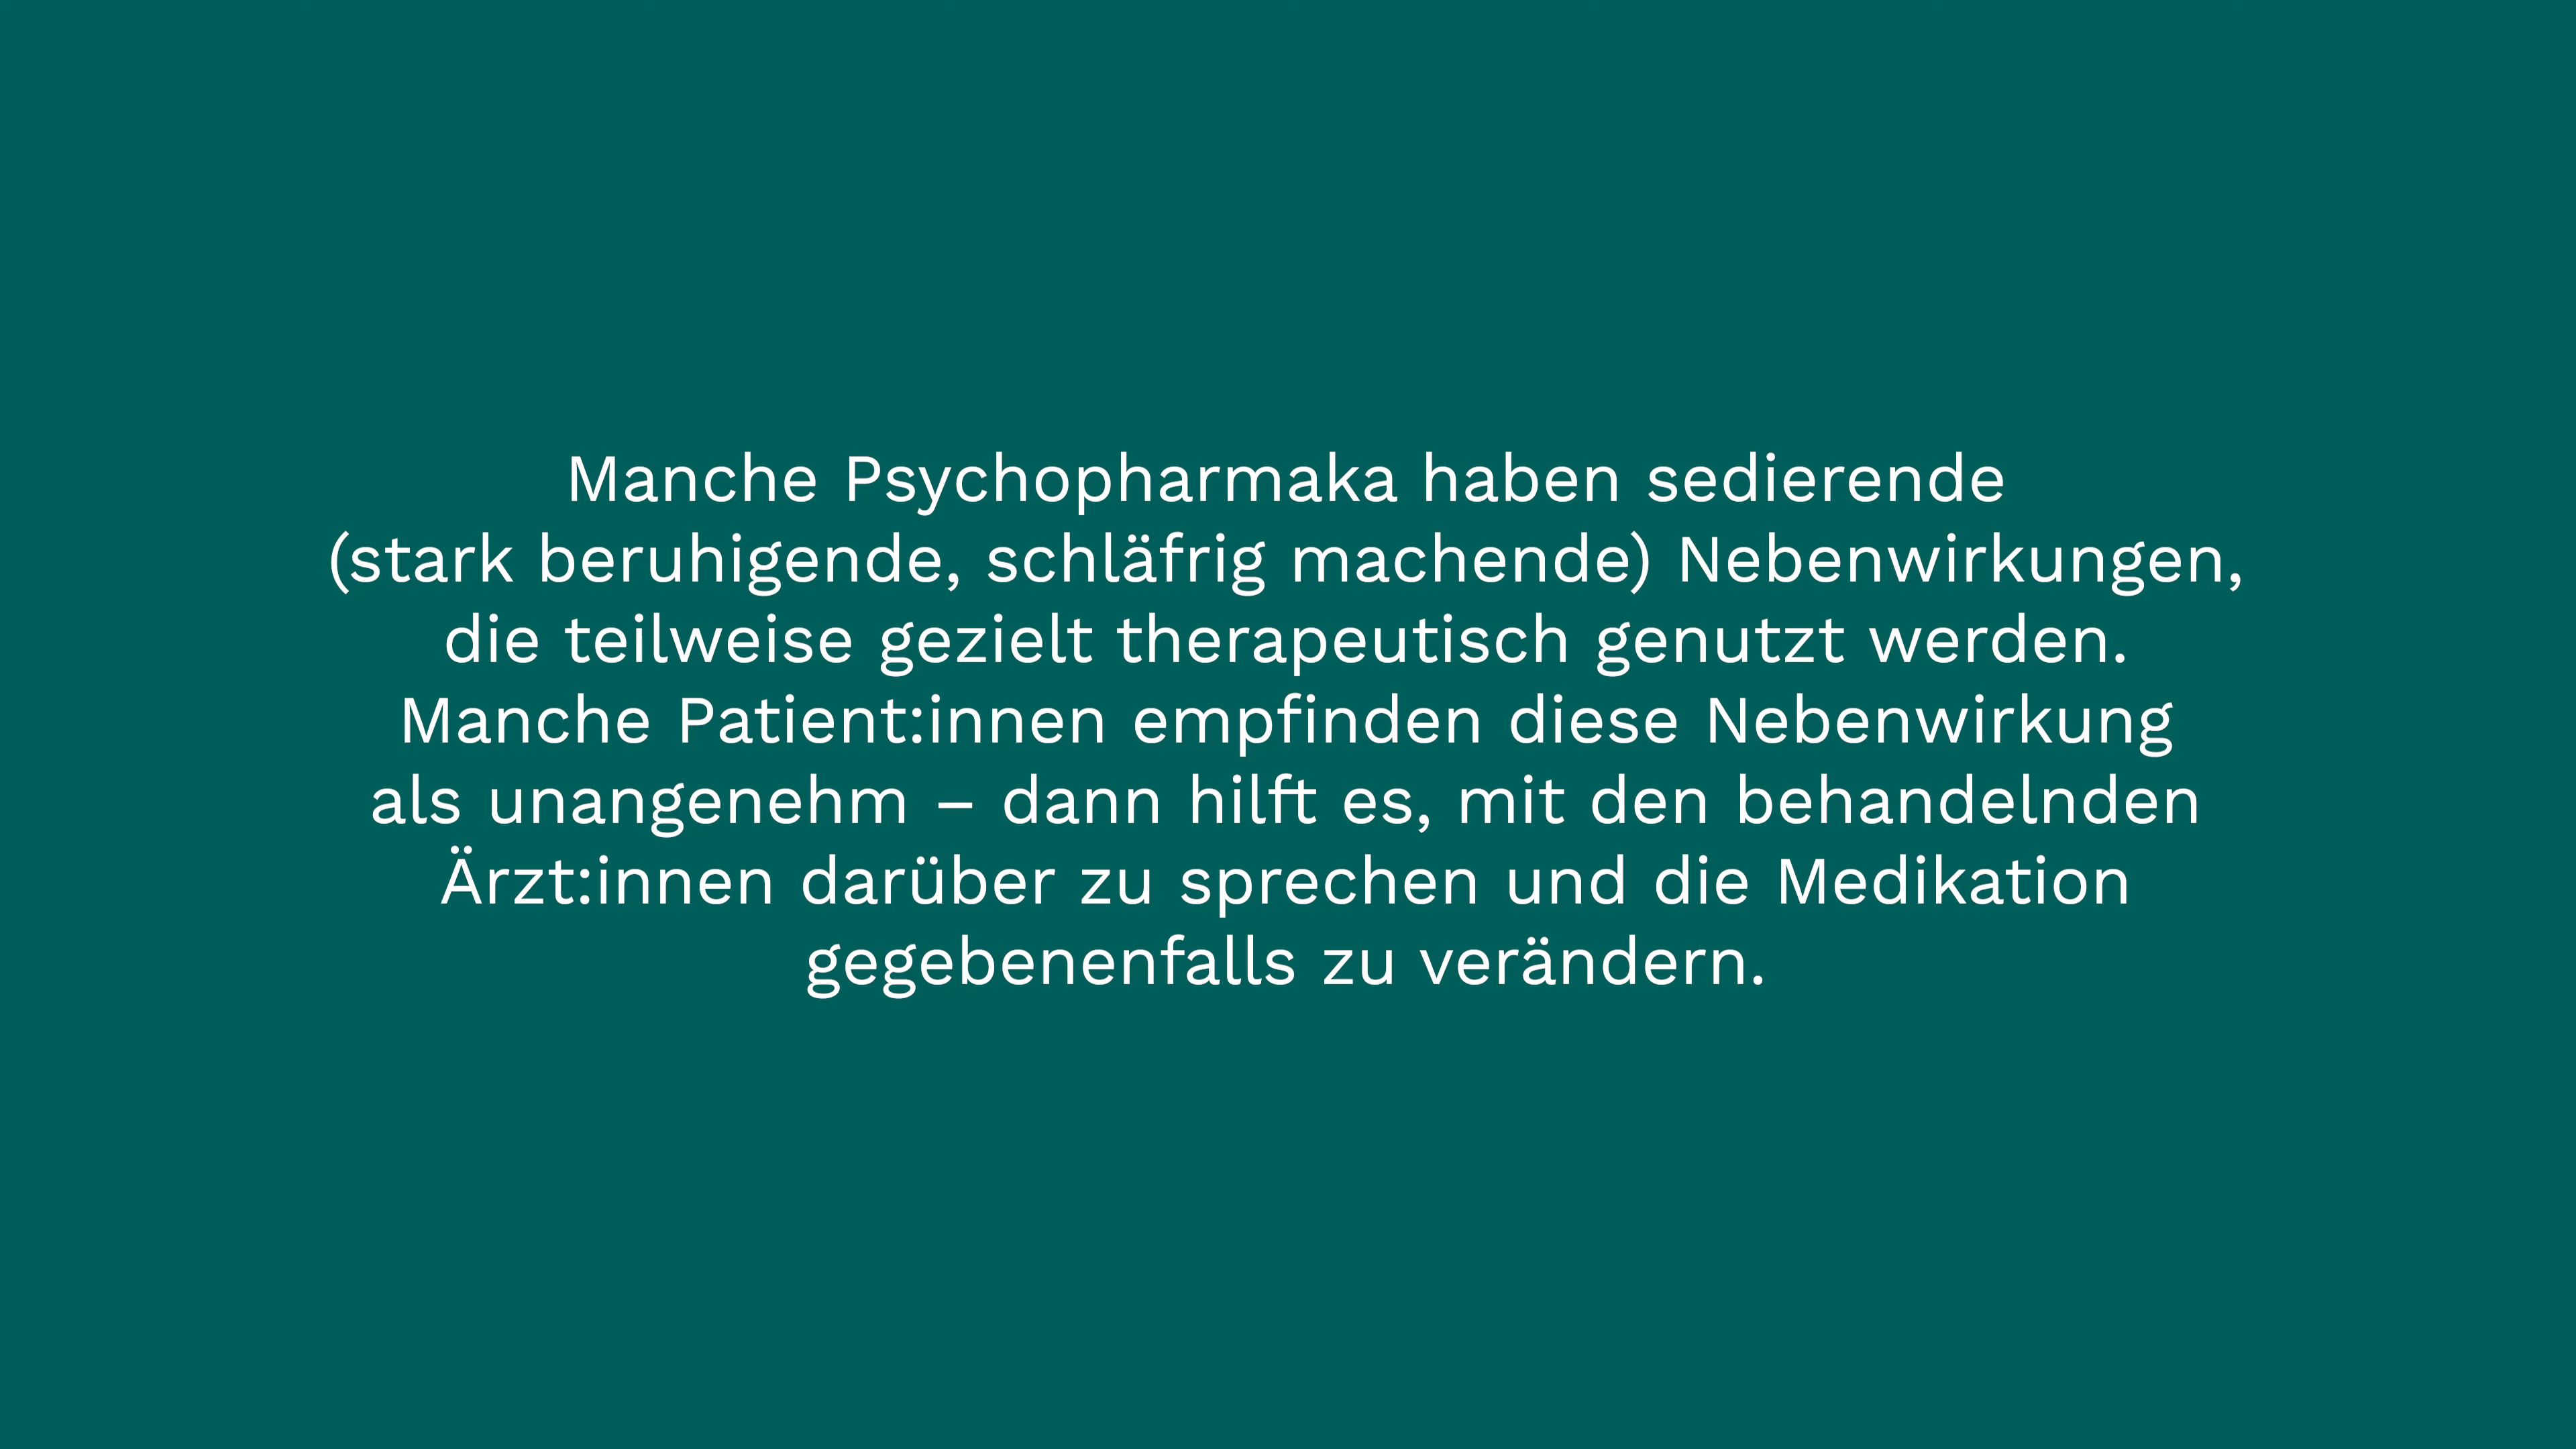 Manche Psychopharmaka haben sedierende
(stark beruhigende, schläfrig machende) Nebenwirkungen,
die teilweise gezielt therapeutisch genutzt werden.
Manche Patient:innen empfinden diese Nebenwirkung
als unangenehm – dann hilft es, mit den behandelnden
Ärzt:innen darüber zu sprechen und die Medikation
gegebenenfalls zu verändern.